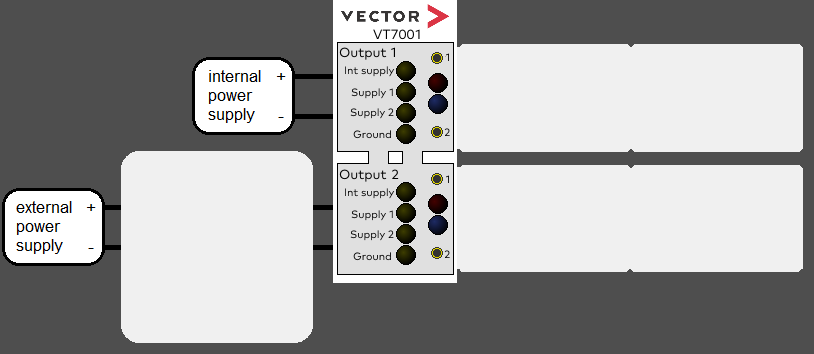 VECTOR
VT7001
Output 1
1
Int supply
Supply 1
Supply 2
Ground
2
internal +
power
supply -
Output 2
1
Int supply
Supply 1
Supply 2
Ground
2
external +
power
supply -